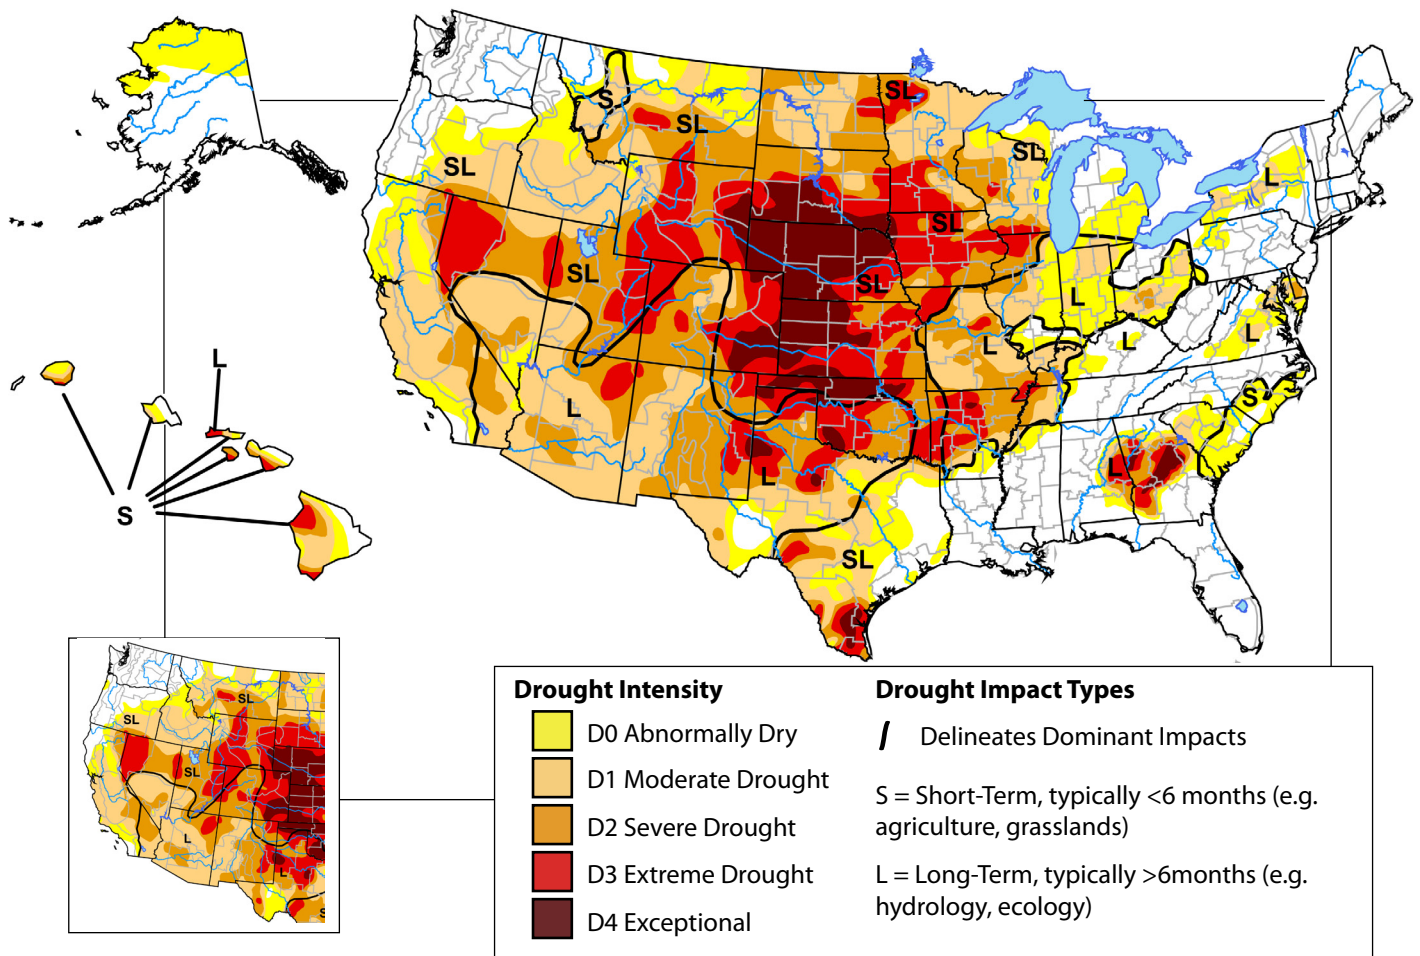 S
SL
SL
SL
L
SL
SL
SL
L
SL
L
L
L
L
L
S
L
L
SL
L
S
SL
SL
SL
L
L
S
Drought Intensity
D0 Abnormally Dry
D1 Moderate Drought
D2 Severe Drought
D3 Extreme Drought
D4 Exceptional
Drought Impact Types
Delineates Dominant Impacts
S = Short-Term, typically <6 months (e.g.
agriculture, grasslands)
L = Long-Term, typically >6months (e.g.
hydrology, ecology)